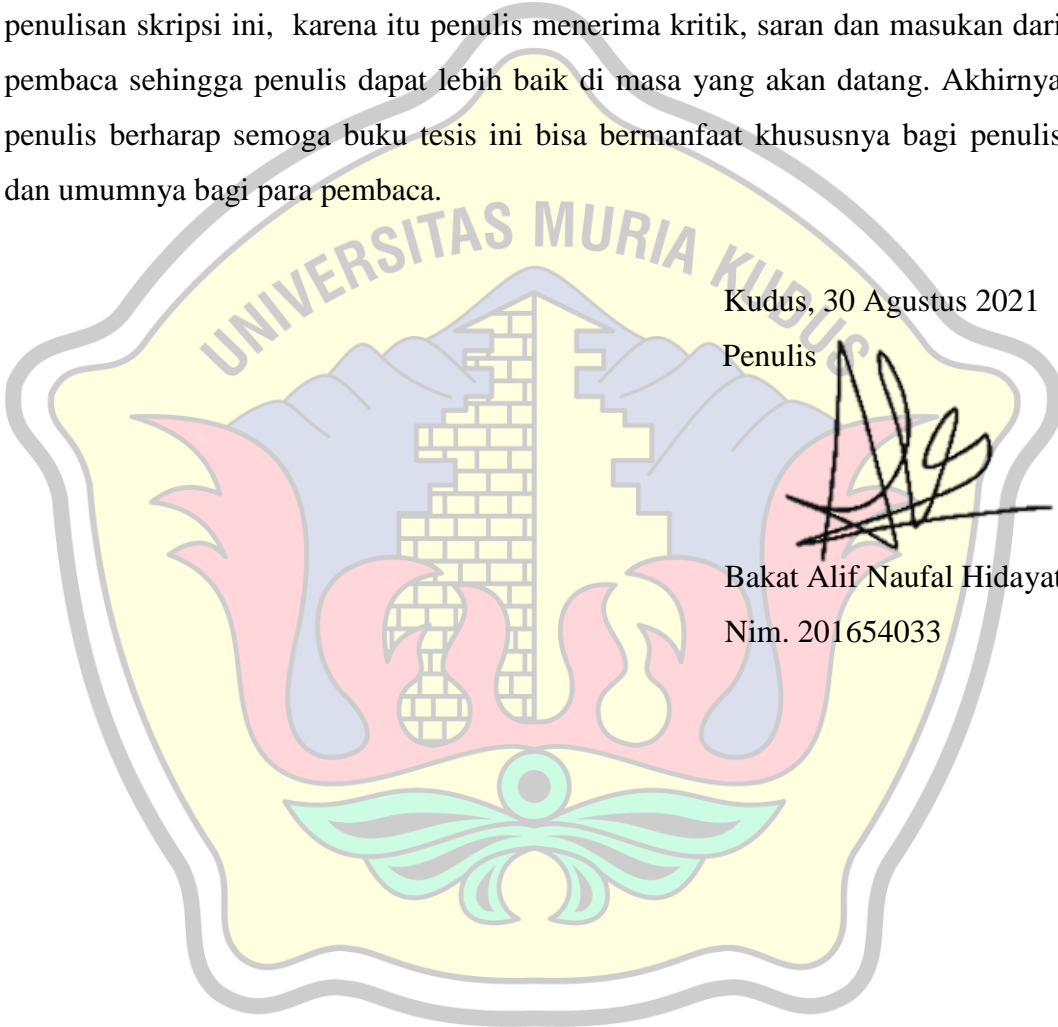 penulisan skripsi ini, karena itu penulis menerima kritik, saran dan masukan dari
pembaca sehingga penulis dapat lebih baik di masa yang akan datang. Akhirnya
penulis berharap semoga buku tesis ini bisa bermanfaat khususnya bagi penulis
dan umumnya bagi para pembaca.
UNIVERSITAS MURIA KUDUS
Kudus, 30 Agustus 2021
Penulis
Bakat Alif Naufal Hidayat
Nim. 201654033